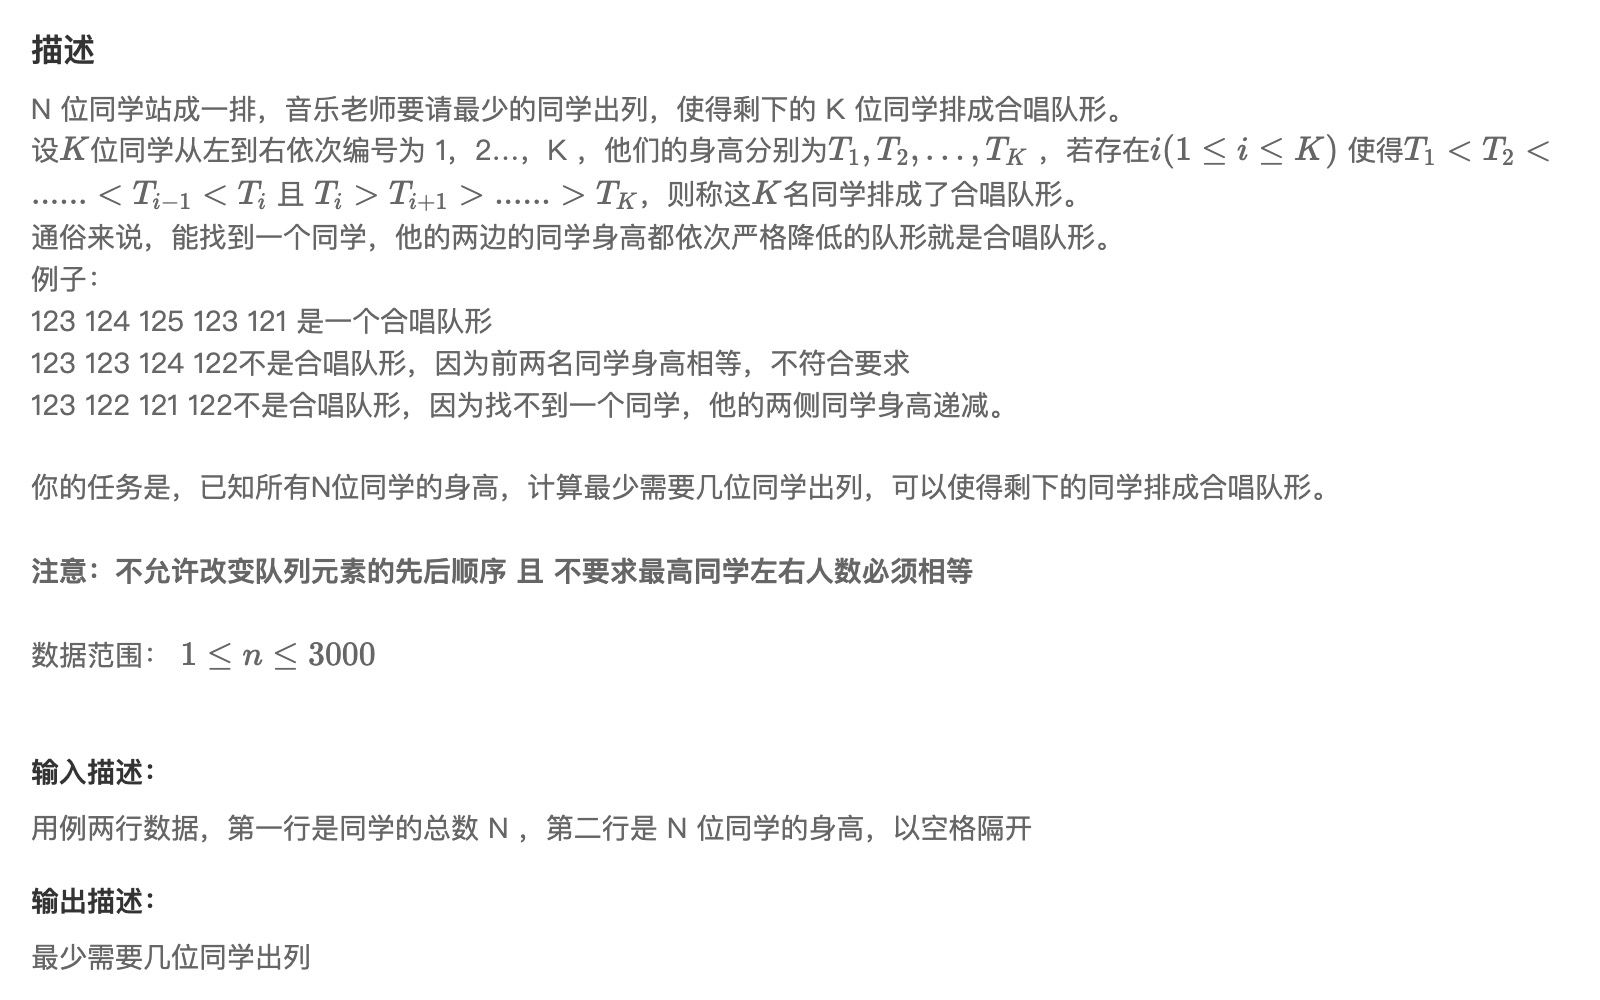 描述
N 位同学站成一排，音乐老师要请最少的同学出列，使得剩下的 K 位同学排成合唱队形。
设K位同学从左到右依次编号为 1，2…，K ，他们的身高分别为T₁, T₂, . . . , T_K ，若存在i(1 ≤ i ≤ K) 使得T₁ < T₂ <
...... < T_{i−1} < T_i 且 T_i > T_{i+1} > ...... > T_K，则称这K名同学排成了合唱队形。
通俗来说，能找到一个同学，他的两边的同学身高都依次严格降低的队形就是合唱队形。
例子：
123 124 125 123 121 是一个合唱队形
123 123 124 122不是合唱队形，因为前两名同学身高相等，不符合要求
123 122 121 122不是合唱队形，因为找不到一个同学，他的两侧同学身高递减。
你的任务是，已知所有N位同学的身高，计算最少需要几位同学出列，可以使得剩下的同学排成合唱队形。
注意：不允许改变队列元素的先后顺序 且 不要求最高同学左右人数必须相等
数据范围： 1 ≤ n ≤ 3000
输入描述：
用例两行数据，第一行是同学的总数 N ，第二行是 N 位同学的身高，以空格隔开
输出描述：
最少需要几位同学出列